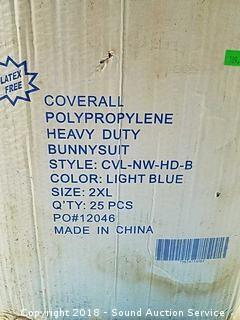 LATEX
FREE
COVERALL
POLYPROPYLENE
HEAVY DUTY
BUNNYSUIT
STYLE: CVL-NW-HD-B
COLOR: LIGHT BLUE
SIZE: 2XL
Q'TY: 25 PCS
PO#12046
MADE IN CHINA
Copyright 2018 - Sound Auction Service